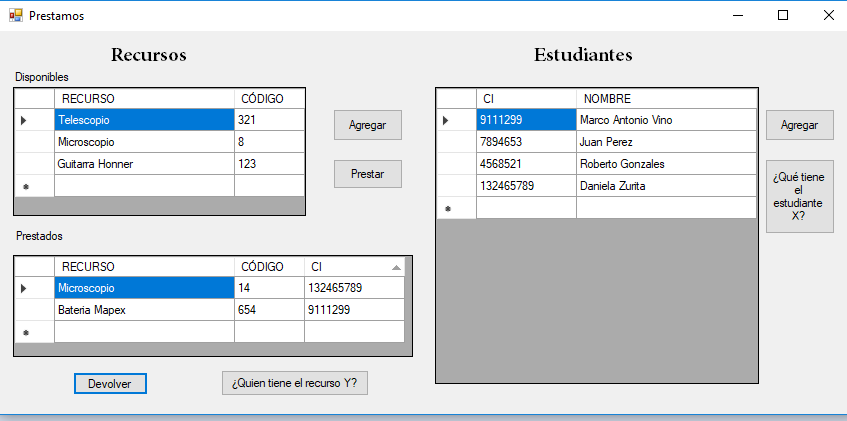 Prestamos
Recursos
Disponibles
RECURSO CÓDIGO
Telescopio 321
Microscopio 8
Guitarra Honner 123
Agregar
Prestar
Prestados
RECURSO CÓDIGO CI
Microscopio 14 132465789
Bateria Mapex 654 9111299
Devolver
¿Quien tiene el recurso Y?
Estudiantes
CI NOMBRE
9111299 Marco Antonio Vino
7894653 Juan Perez
4568521 Roberto Gonzales
132465789 Daniela Zurita
Agregar
¿Qué tiene
el
estudiante
X?